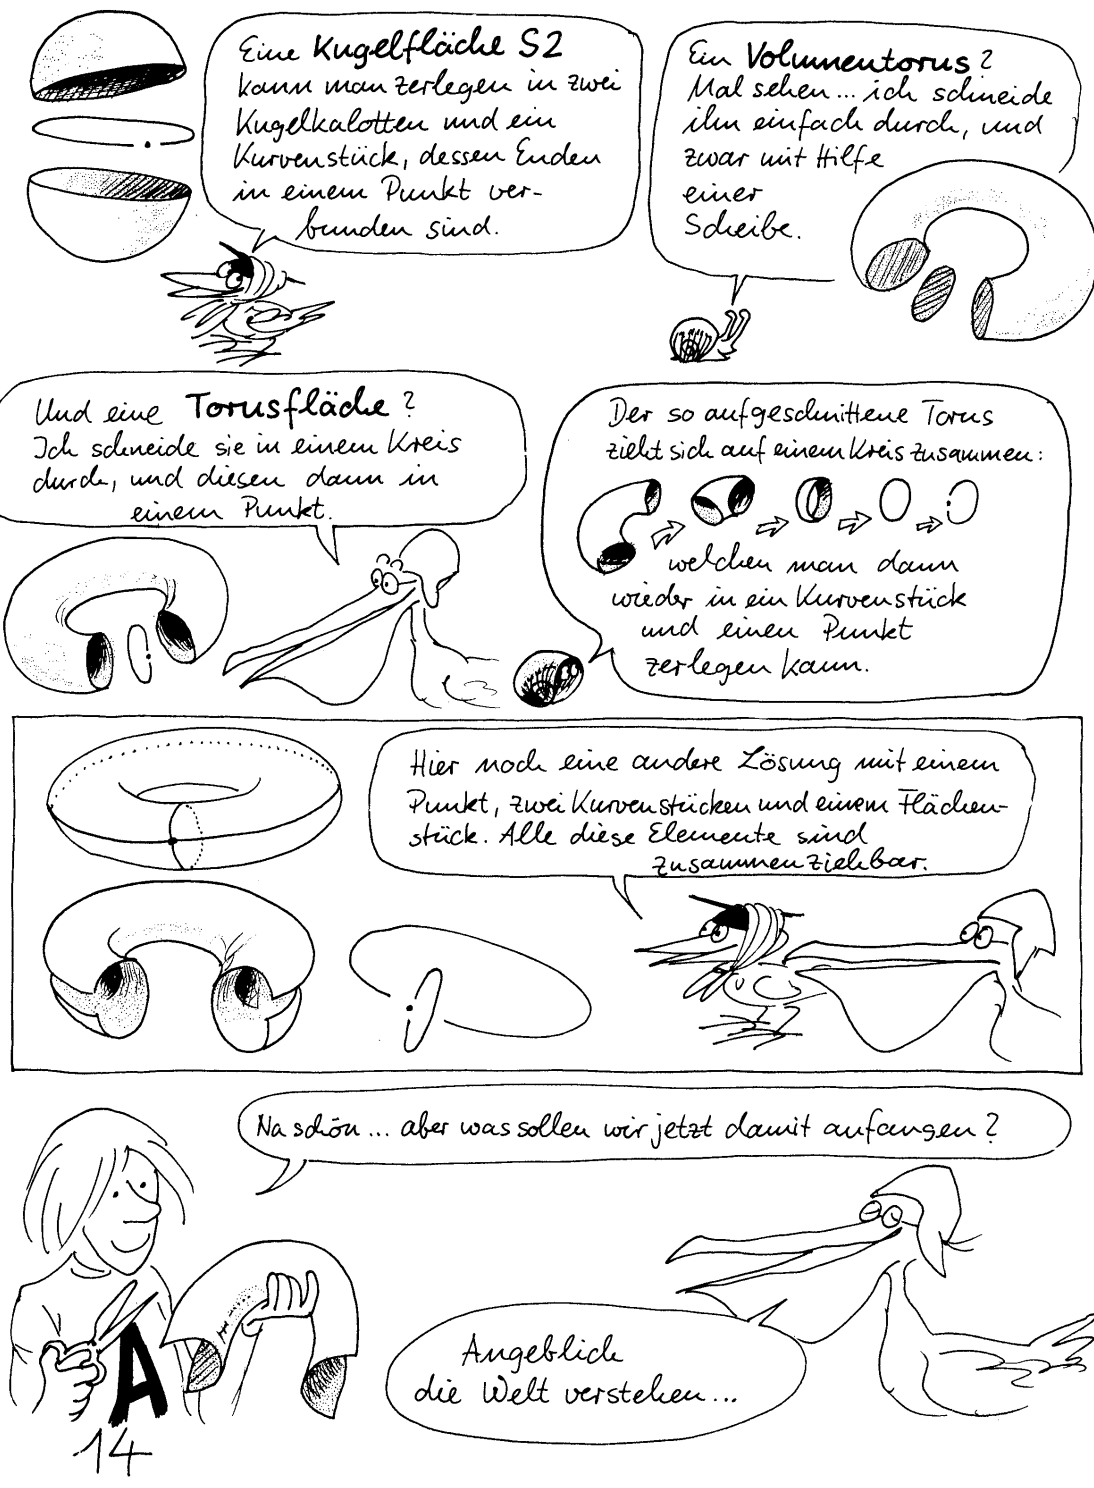 Eine Kugelfläche S2
kann man zerlegen in zwei
Kugelkalotten und ein
Kurvenstück, dessen Enden
in einem Punkt ver-
bunden sind.
Ein Volumentorus?
Mal sehen... ich schneide
ihn einfach durch, und
zwar mit Hilfe
einer
Scheibe.
Und eine Torusfläche?
Ich schneide sie in einem Kreis
durch, und diesen dann in
einem Punkt.
Der so aufgeschnittene Torus
zieht sich auf einem Kreis zusammen:
welchen man dann
wieder in ein Kurvenstück
und einen Punkt
zerlegen kann.
Hier noch eine andere Lösung mit einem
Punkt, zwei Kurvenstücken und einem Flächen-
stück. Alle diese Elemente sind
zusammenziehbar.
Na schön... aber was sollen wir jetzt damit anfangen?
Angeblich
die Welt verstehen...
A
14